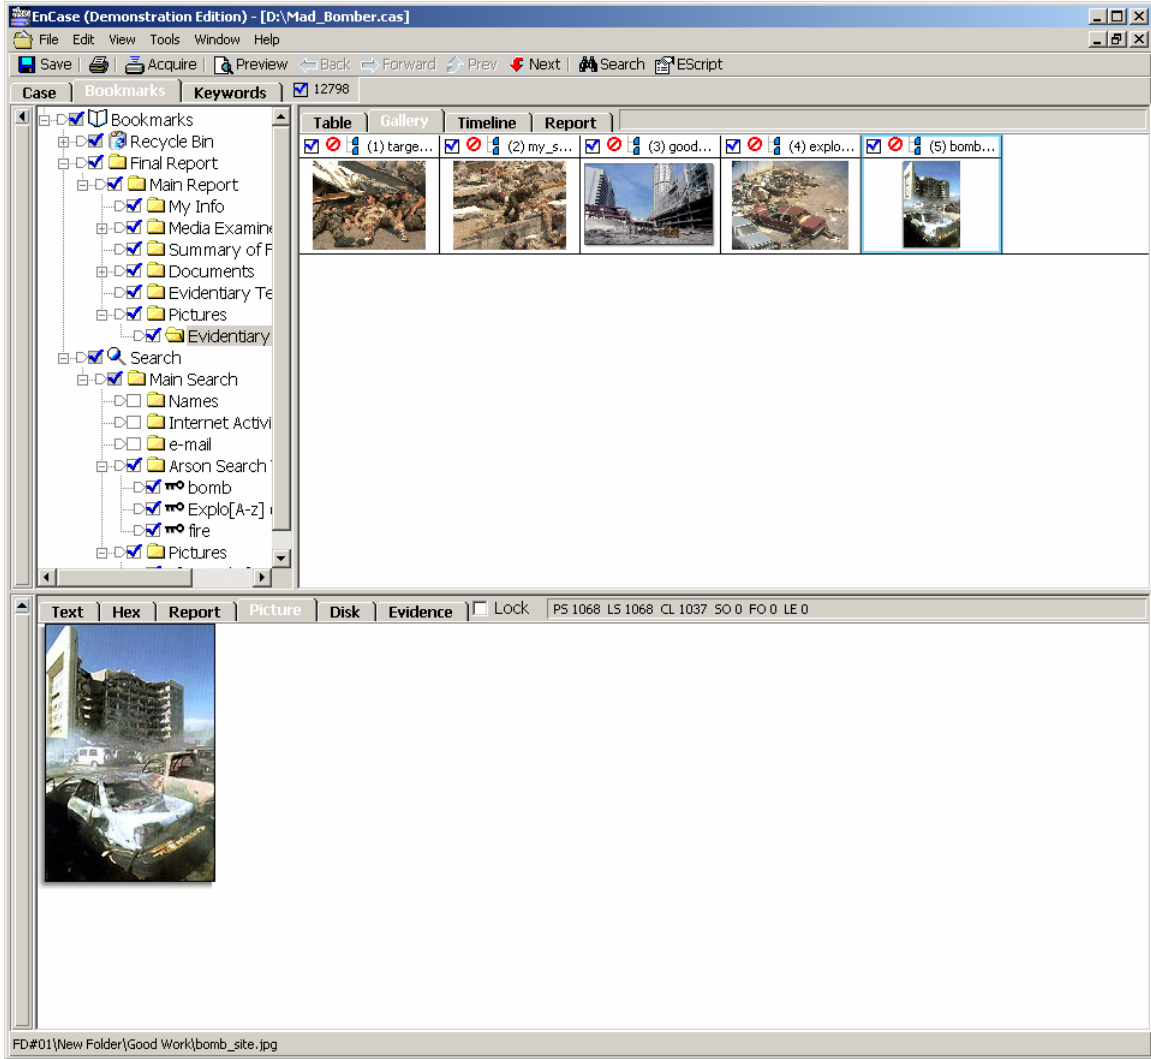 EnCase (Demonstration Edition) - [D:\Mad_Bomber.cas]
File Edit View Tools Window Help
Save Acquire Preview Back Forward Prev Next Search EScript
Case Bookmarks Keywords 12798
Bookmarks
Recycle Bin
Final Report
Main Report
My Info
Media Examine
Summary of F
Documents
Evidentiary Te
Pictures
Evidentiary
Search
Main Search
Names
Internet Activi
e-mail
Arson Search
bomb
Explo[A-z]
fire
Pictures
Table Gallery Timeline Report
(1) targe... (2) my_s... (3) good... (4) explo... (5) bomb...
Text Hex Report Picture Disk Evidence Lock PS 1068 LS 1068 CL 1037 SO 0 FO 0 LE 0
FD#01\New Folder\Good Work\bomb_site.jpg